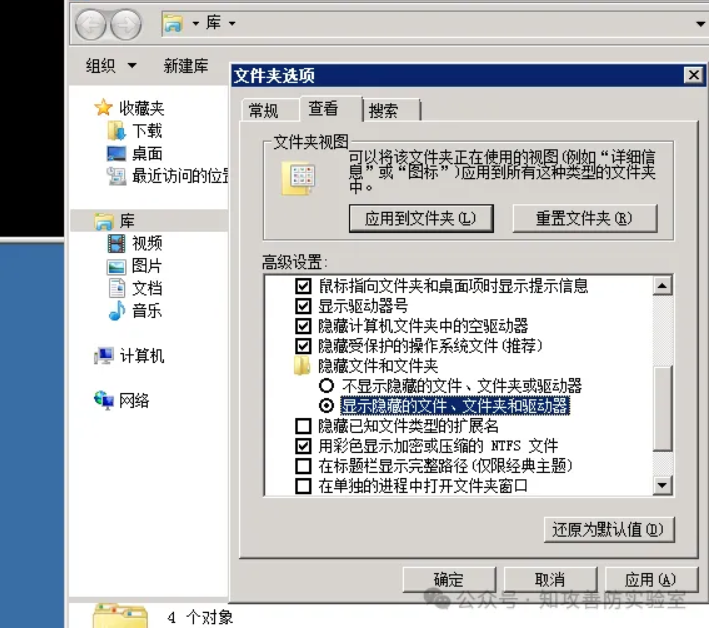 库
组织
新建库
收藏夹
下载
桌面
最近访问的位置
库
视频
图片
文档
音乐
计算机
网络
4 个对象
文件夹选项
常规
查看
搜索
文件夹视图
可以将该文件夹正在使用的视图(例如“详细信
息”或“图标”)应用到所有这种类型的文件夹
中。
应用到文件夹(L)
重置文件夹(R)
高级设置:
鼠标指向文件夹和桌面项时显示提示信息
显示驱动器号
隐藏计算机文件夹中的空驱动器
隐藏受保护的操作系统文件(推荐)
隐藏文件和文件夹
不显示隐藏的文件、文件夹或驱动器
显示隐藏的文件、文件夹和驱动器
隐藏已知文件类型的扩展名
用彩色显示加密或压缩的 NTFS 文件
在标题栏显示完整路径(仅限经典主题)
在单独的进程中打开文件夹窗口
还原为默认值(D)
确定
取消
应用(A)
公众号·知攻善防实验室